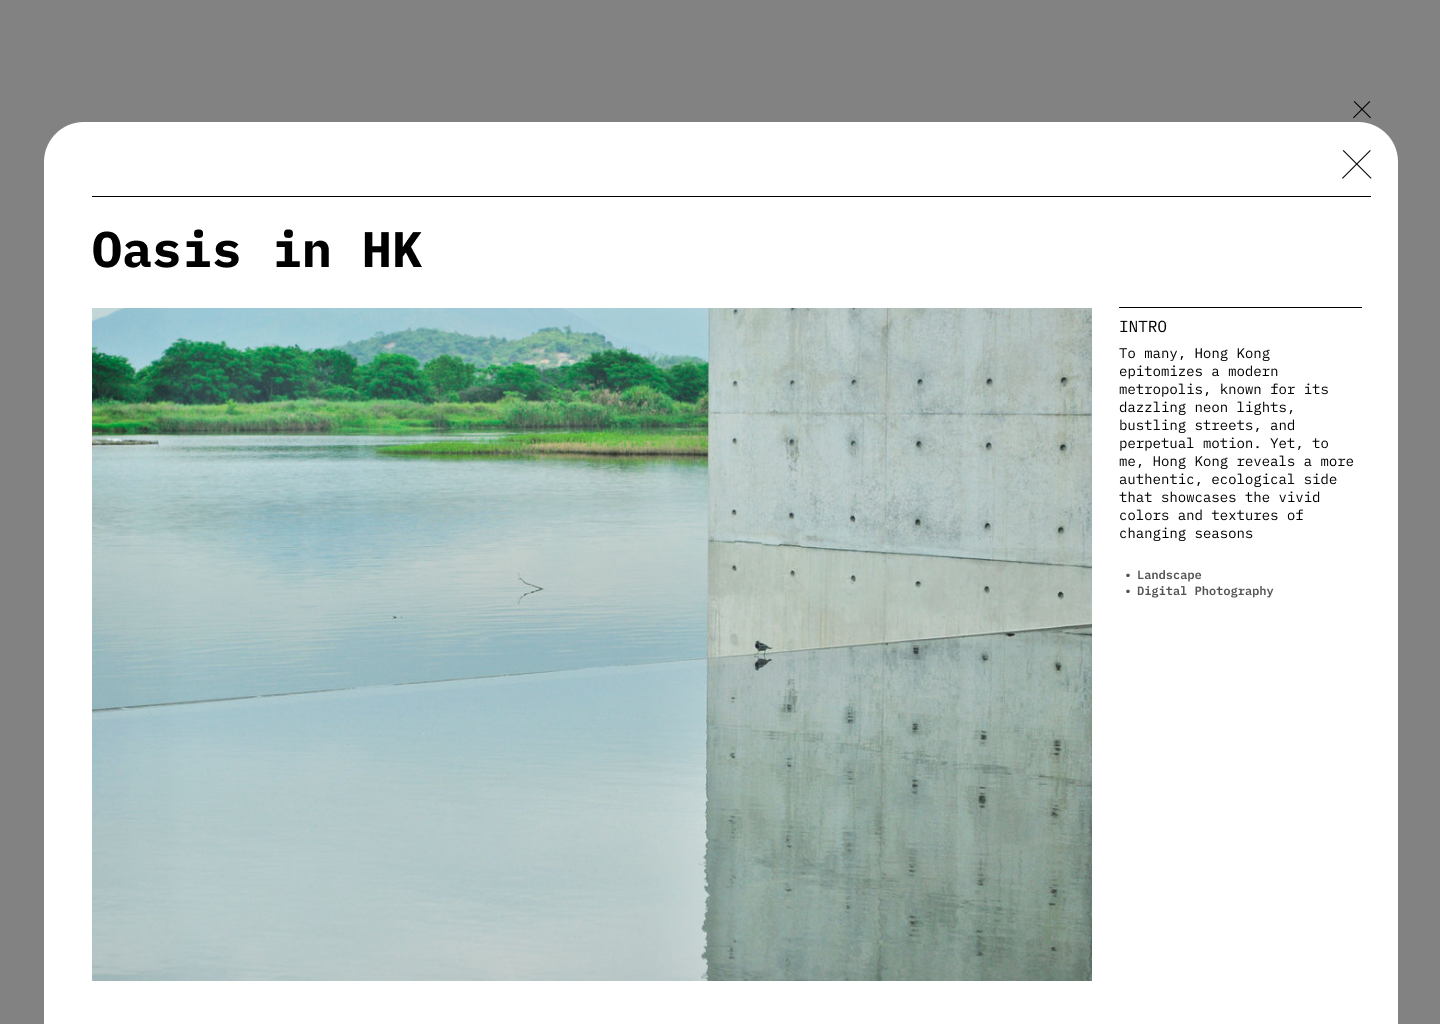 Oasis in HK
INTRO
To many, Hong Kong
epitomizes a modern
metropolis, known for its
dazzling neon lights,
bustling streets, and
perpetual motion. Yet, to
me, Hong Kong reveals a more
authentic, ecological side
that showcases the vivid
colors and textures of
changing seasons
• Landscape
• Digital Photography